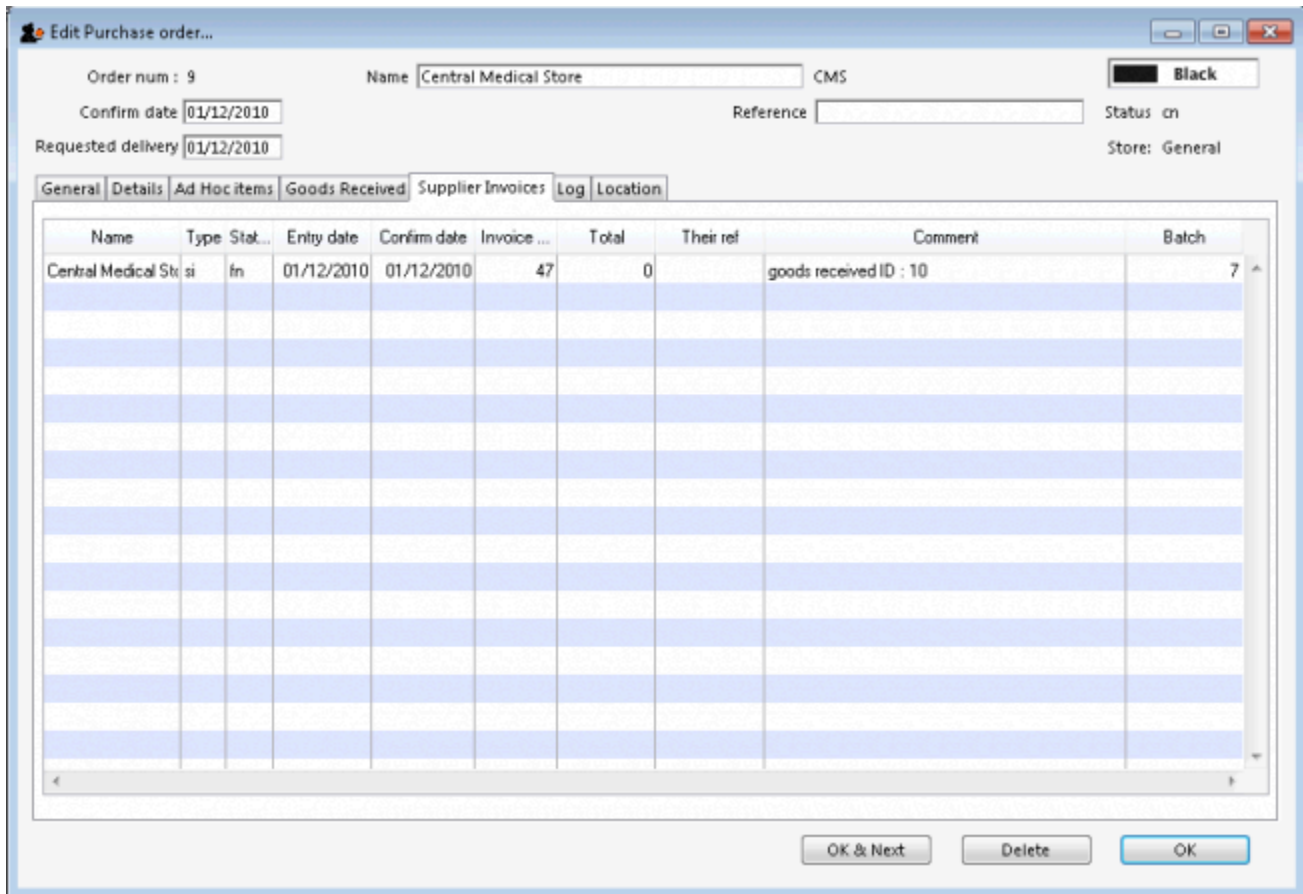 Edit Purchase order...
Order num : 9 Name Central Medical Store CMS Black
Confirm date 01/12/2010 Reference Status cn
Requested delivery 01/12/2010 Store: General
General Details Ad Hoc items Goods Received Supplier Invoices Log Location
Name Type Stat... Entry date Confirm date Invoice ... Total Their ref Comment Batch
Central Medical Sto si fn 01/12/2010 01/12/2010 47 0 goods received ID : 10 7
OK & Next Delete OK